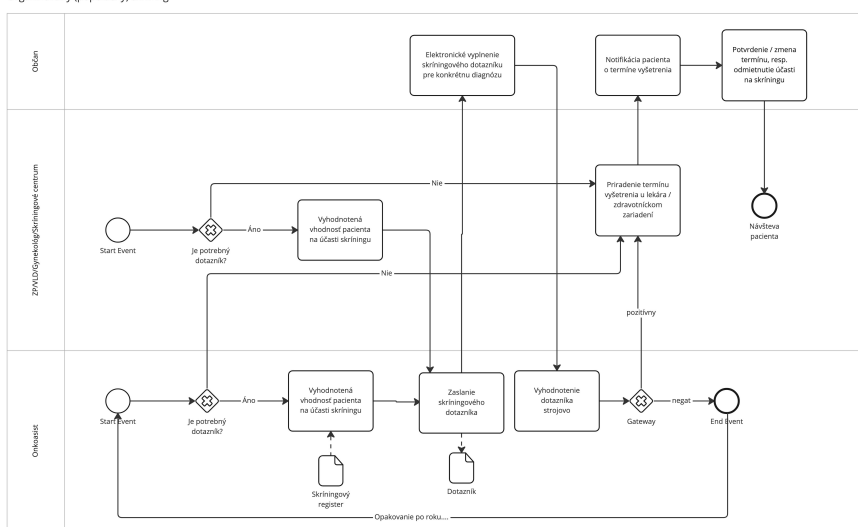 Občan
Elektronické vyplnenie
skríningového dotazníku
pre konkrétnu diagnózu
Notifikácia pacienta
o termíne vyšetrenia
Potvrdenie / zmena
termínu, resp.
odmietnutie účasti
na skríningu
ZP/VLD/Gynekológ/Skríningové centrum
Start Event
Je potrebný
dotazník?
Áno
Nie
Vyhodnotená
vhodnosť pacienta
na účasti skríningu
Priradenie termínu
vyšetrenia u lekára /
zdravotníckom
zariadení
Návšteva
pacienta
Nie
pozitívny
Onkoasist
Start Event
Je potrebný
dotazník?
Áno
Vyhodnotená
vhodnosť pacienta
na účasti skríningu
Zaslanie
skríningového
dotazníka
Vyhodnotenie
dotazníka
strojovo
Gateway
negat
End Event
Skríningový
register
Dotazník
Opakovanie po roku....